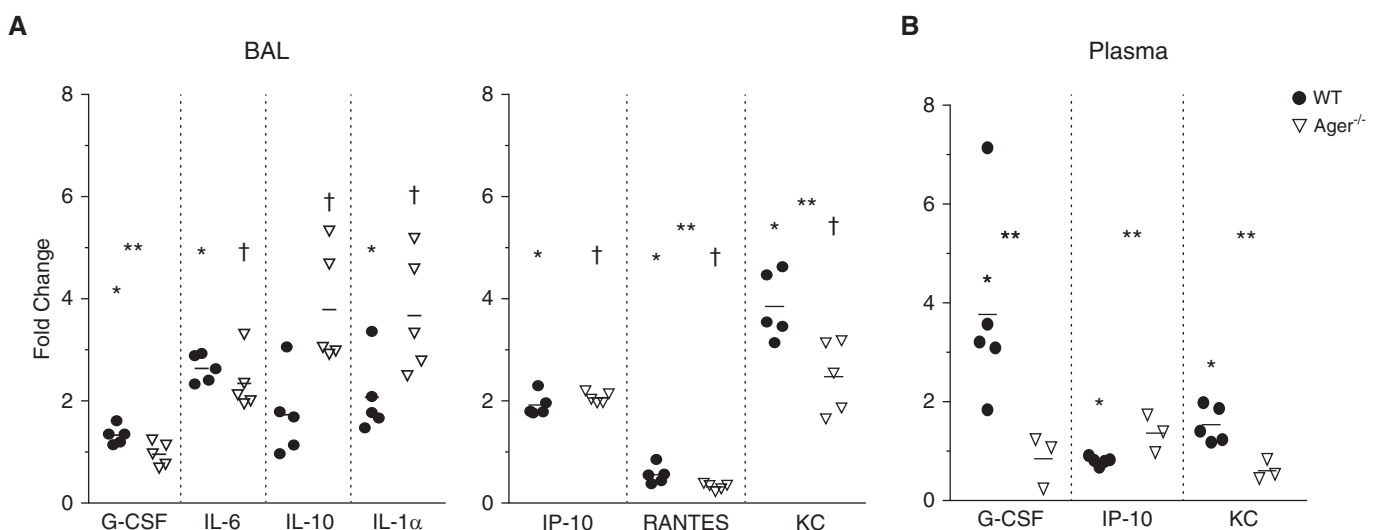 A
BAL
B
Plasma
WT
Ager-/-
Fold Change
8
6
4
2
0
** * * † † * †
G-CSF IL-6 IL-10 IL-1α
8
6
4
2
0
* † ** * † ** * †
IP-10 RANTES KC
8
6
4
2
0
** * ** * ** *
G-CSF IP-10 KC